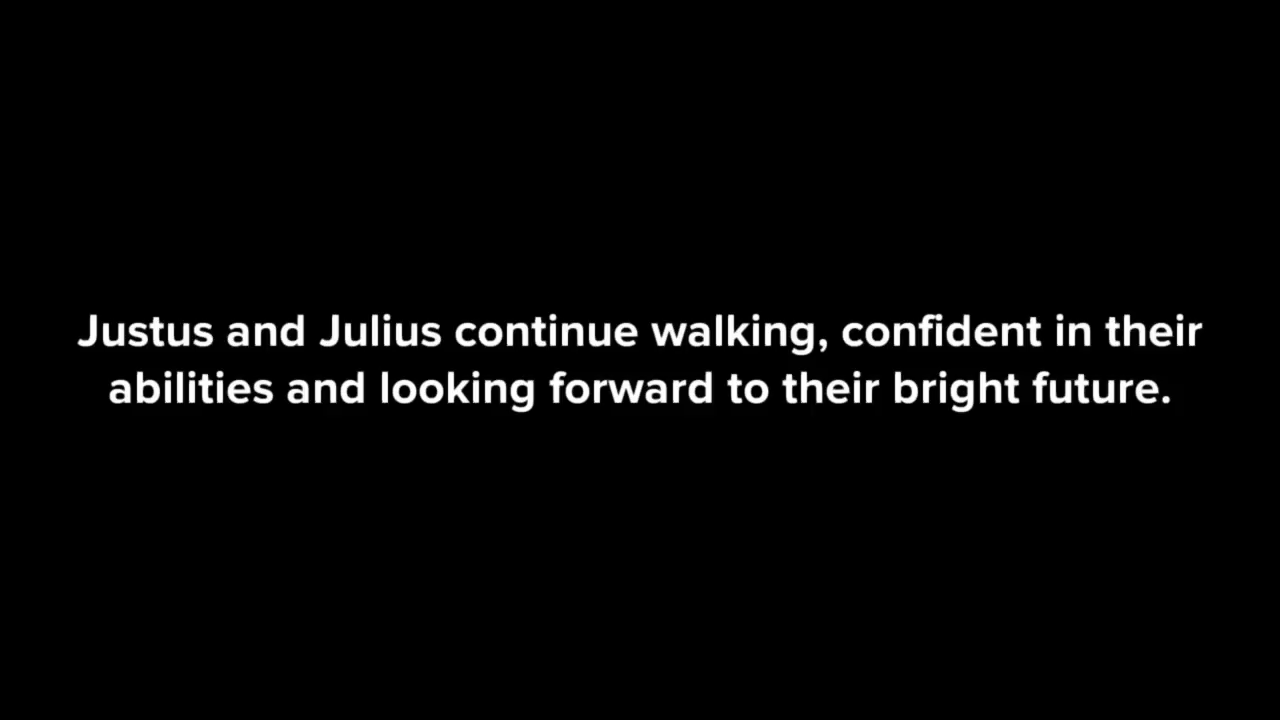 Justus and Julius continue walking, confident in their
abilities and looking forward to their bright future.